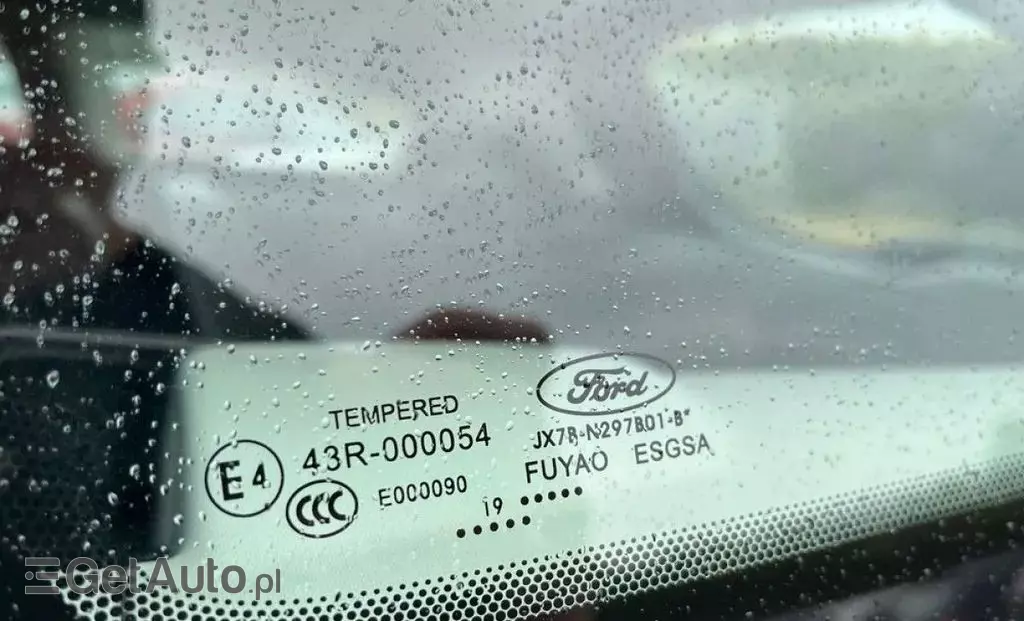 Ford
TEMPERED
JX7B-N297B01-B*
43R-000054
FUYAO ESGSA
E4
CCC
E000090
19
GetAuto.pl